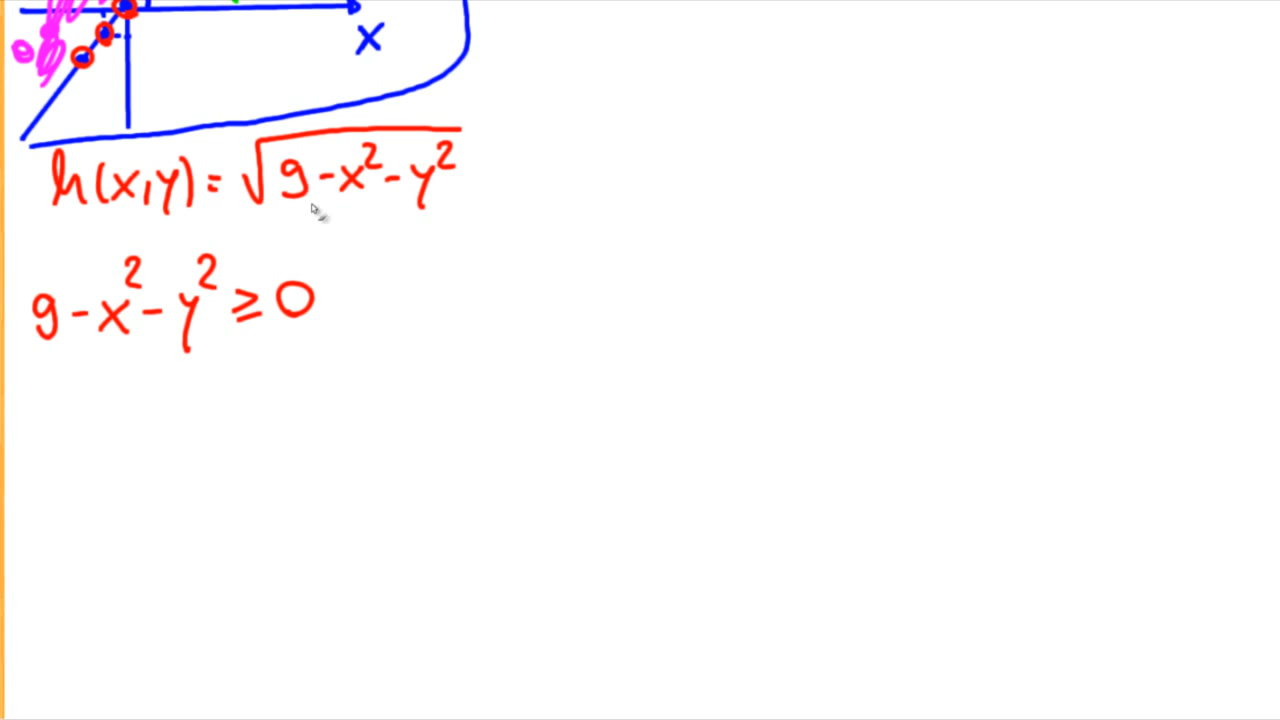 x
h(x,y) = √(9-x²-y²)
9-x²-y² ≥ 0